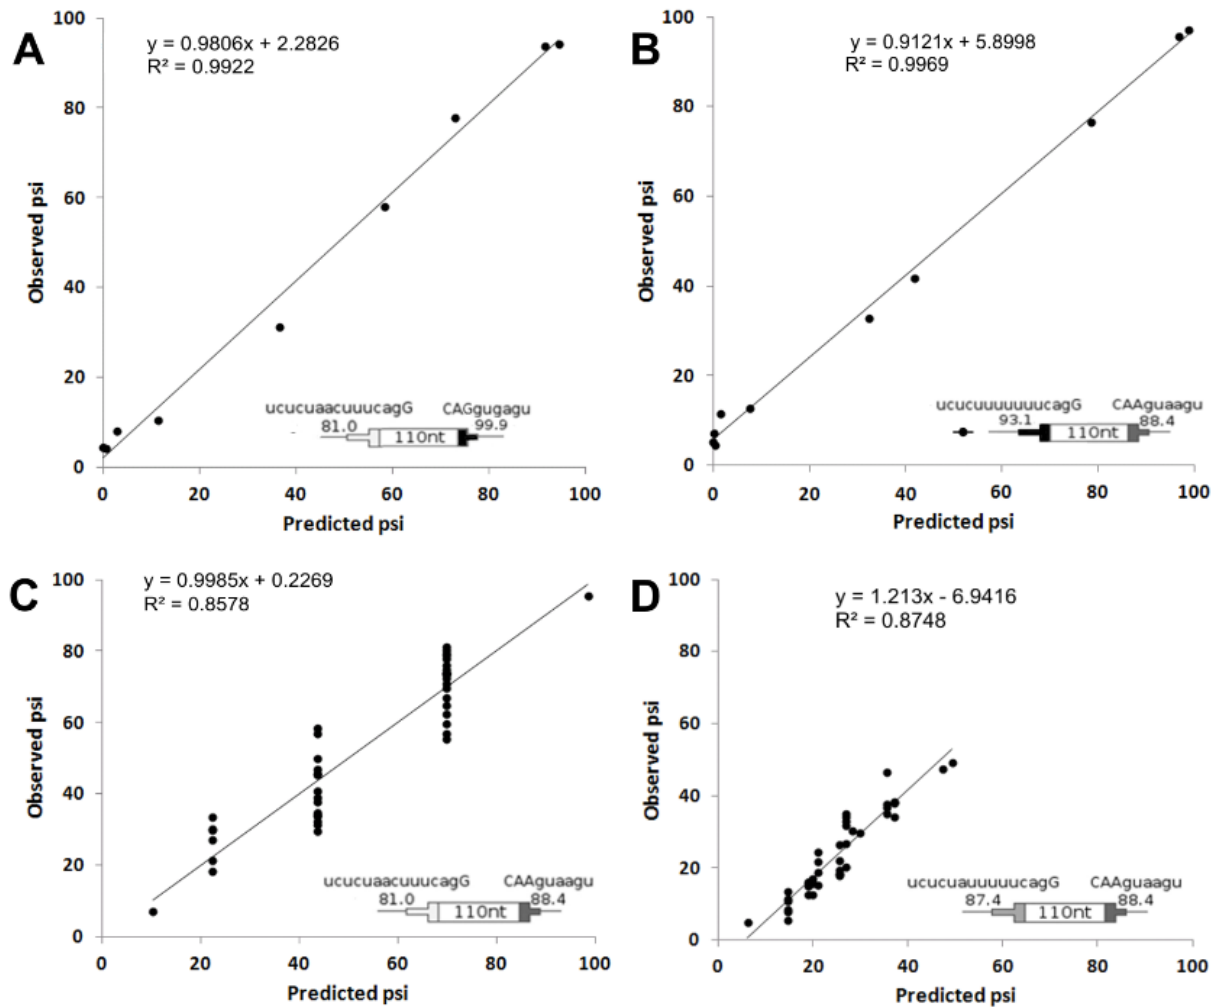 A
y = 0.9806x + 2.2826
R² = 0.9922
100
80
60
40
20
0
Observed psi
ucucuaacuuucagG CAGgugagu
81.0 110nt 99.9
0 20 40 60 80 100
Predicted psi
B
y = 0.9121x + 5.8998
R² = 0.9969
100
80
60
40
20
0
Observed psi
ucucuuuuuuucagG CAAguaagu
93.1 110nt 88.4
0 20 40 60 80 100
Predicted psi
C
y = 0.9985x + 0.2269
R² = 0.8578
100
80
60
40
20
0
Observed psi
ucucuaacuuucagG CAAguaagu
81.0 110nt 88.4
0 20 40 60 80 100
Predicted psi
D
y = 1.213x - 6.9416
R² = 0.8748
100
80
60
40
20
0
Observed psi
ucucuauuuuucagG CAAguaagu
87.4 110nt 88.4
0 20 40 60 80 100
Predicted psi